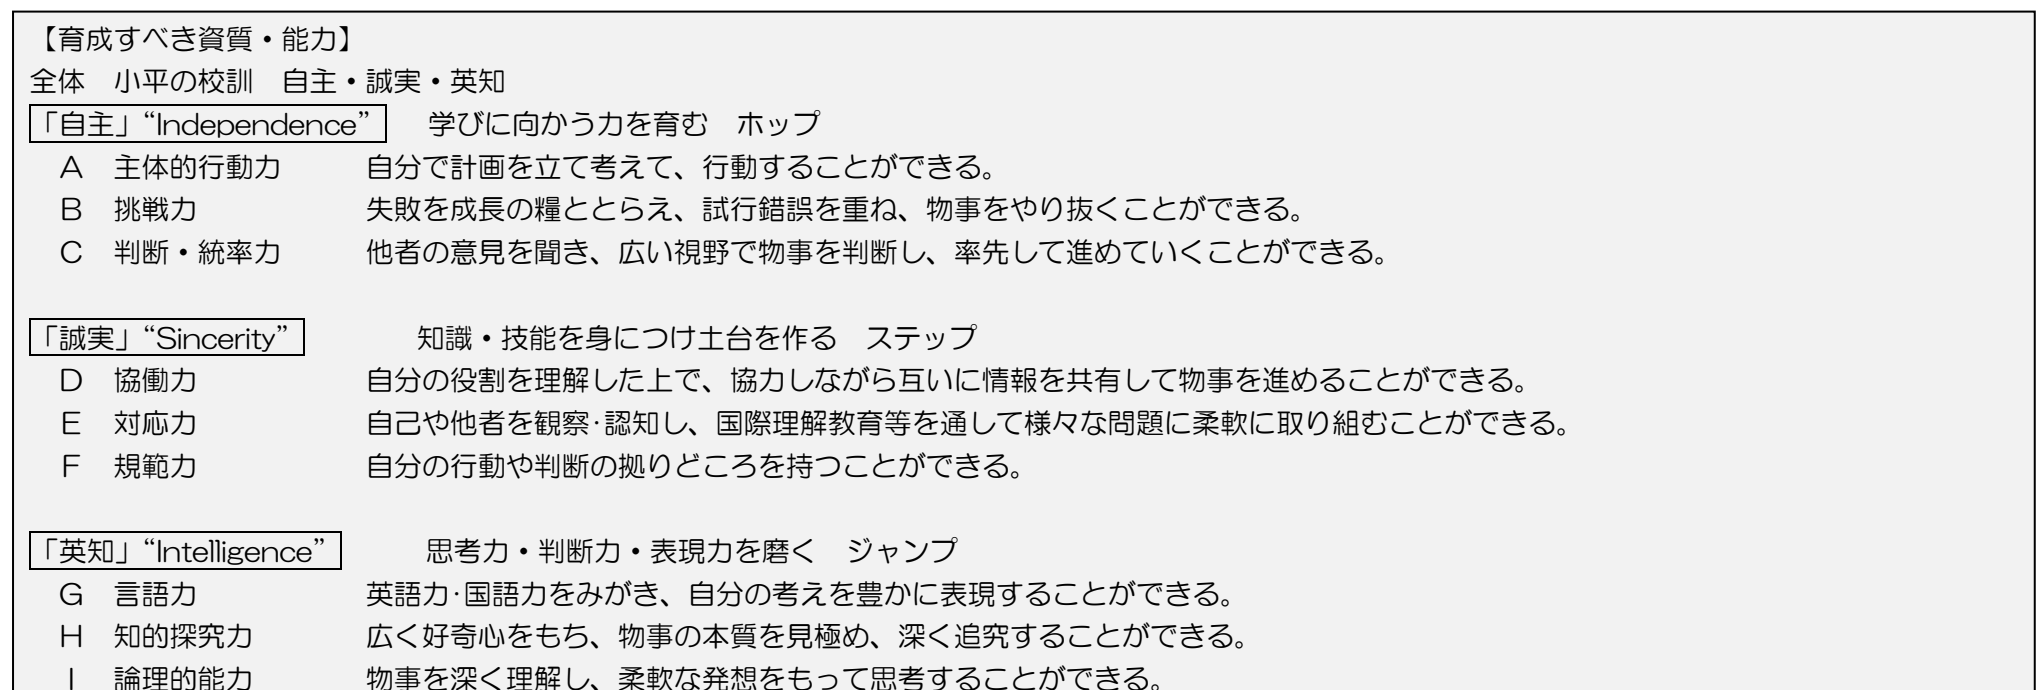 【育成すべき資質・能力】
全体　小平の校訓　自主・誠実・英知
「自主」“Independence”　学びに向かう力を育む　ホップ
A　主体的行動力　自分で計画を立て考えて、行動することができる。
B　挑戦力　失敗を成長の糧ととらえ、試行錯誤を重ね、物事をやり抜くことができる。
C　判断・統率力　他者の意見を聞き、広い視野で物事を判断し、率先して進めていくことができる。
「誠実」“Sincerity”　知識・技能を身につけ土台を作る　ステップ
D　協働力　自分の役割を理解した上で、協力しながら互いに情報を共有して物事を進めることができる。
E　対応力　自己や他者を観察･認知し、国際理解教育等を通して様々な問題に柔軟に取り組むことができる。
F　規範力　自分の行動や判断の拠りどころを持つことができる。
「英知」“Intelligence”　思考力・判断力・表現力を磨く　ジャンプ
G　言語力　英語力･国語力をみがき、自分の考えを豊かに表現することができる。
H　知的探究力　広く好奇心をもち、物事の本質を見極め、深く追究することができる。
I　論理的能力　物事を深く理解し、柔軟な発想をもって思考することができる。